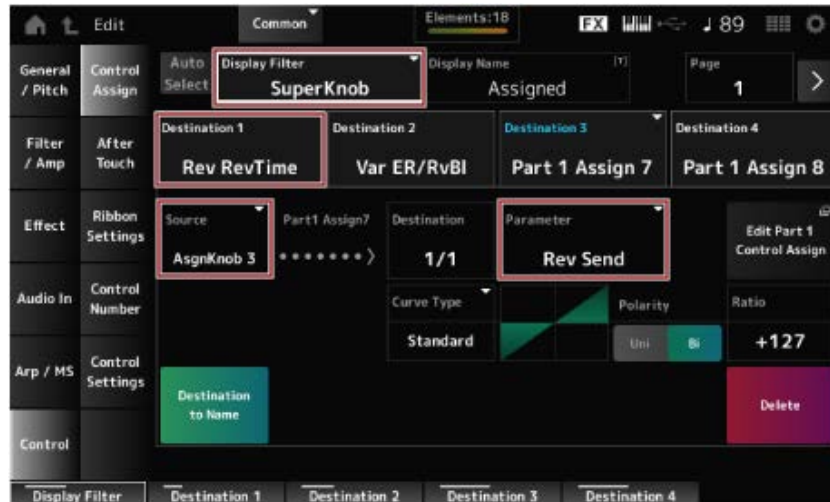 Edit
Common
Elements:18
FX
89
General / Pitch
Control Assign
Auto Select
Display Filter
SuperKnob
Display Name
[T]
Assigned
Page
1
Filter / Amp
After Touch
Destination 1
Rev RevTime
Destination 2
Var ER/RvBl
Destination 3
Part 1 Assign 7
Destination 4
Part 1 Assign 8
Effect
Ribbon Settings
Source
AsgnKnob 3
Part1 Assign7
Destination
1/1
Parameter
Rev Send
Edit Part 1
Control Assign
Audio In
Control Number
Curve Type
Standard
Polarity
Uni
Bi
Ratio
+127
Arp / MS
Control Settings
Destination
to Name
Delete
Control
Display Filter
Destination 1
Destination 2
Destination 3
Destination 4